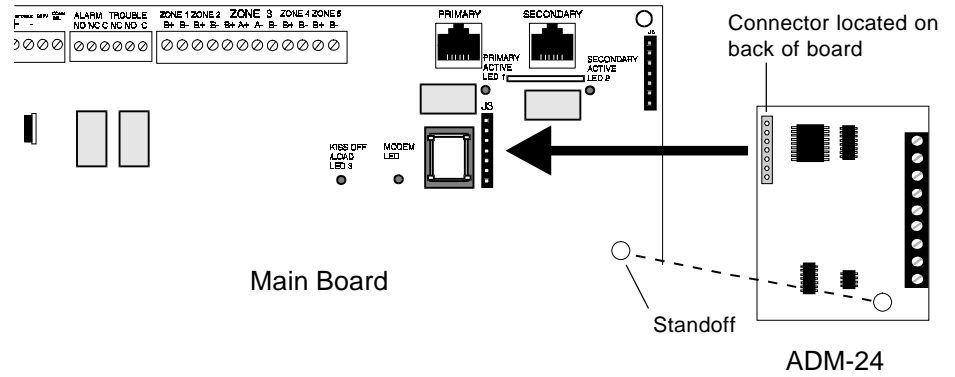 ALARM TROUBLE
NO NC C NC NO C
ZONE 1 ZONE 2 ZONE 3 ZONE 4 ZONE 5
B+ B- B+ B- B+ A+ A- B- B+ B- B+ B-
PRIMARY
SECONDARY
PRIMARY
ACTIVE
LED 1
SECONDARY
ACTIVE
LED 2
J3
KISS OFF
/LOAD
LED 3
MODEM
LED
Connector located on
back of board
Main Board
Standoff
ADM-24